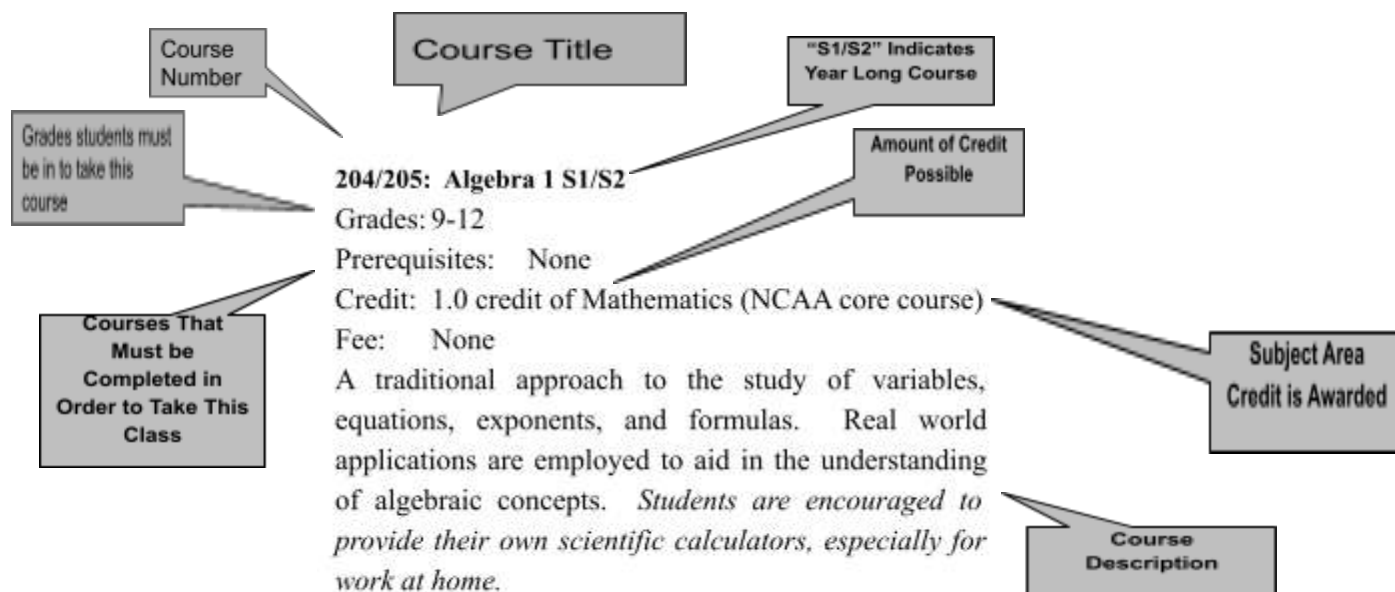 Course Title
Course
Number
“S1/S2” Indicates
Year Long Course
Grades students must
be in to take this
course
Amount of Credit
Possible
204/205: Algebra 1 S1/S2
Grades: 9-12
Prerequisites: None
Credit: 1.0 credit of Mathematics (NCAA core course)
Fee: None
A traditional approach to the study of variables,
equations, exponents, and formulas. Real world
applications are employed to aid in the understanding
of algebraic concepts. Students are encouraged to
provide their own scientific calculators, especially for
work at home.
Courses That
Must be
Completed in
Order to Take This
Class
Subject Area
Credit is Awarded
Course
Description